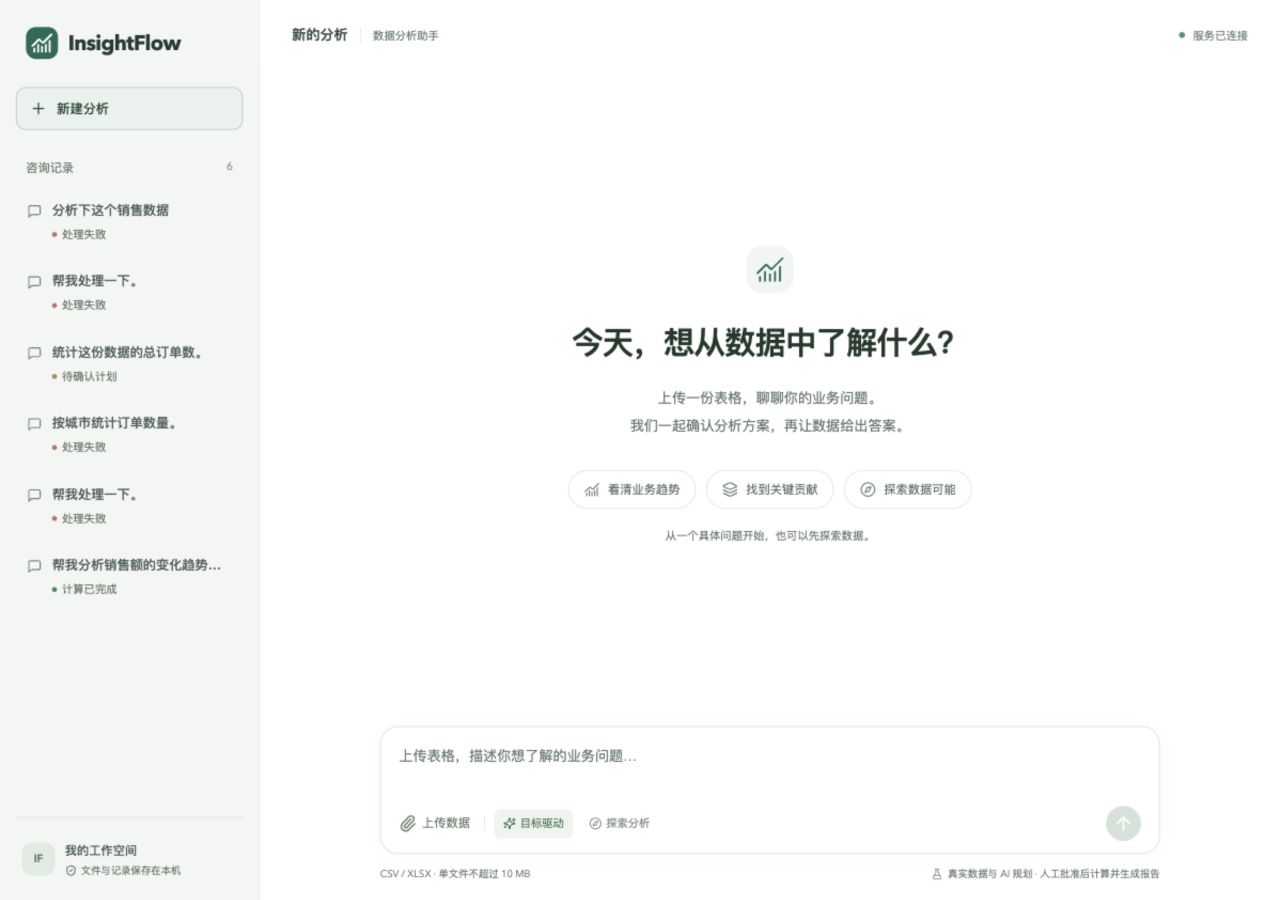 InsightFlow
新建分析
咨询记录 6
分析下这个销售数据
处理失败
帮我处理一下。
处理失败
统计这份数据的总订单数。
待确认计划
按城市统计订单数量。
处理失败
帮我处理一下。
处理失败
帮我分析销售额的变化趋势...
计算已完成
IF
我的工作空间
文件与记录保存在本机
新的分析 数据分析助手
服务已连接
今天，想从数据中了解什么？
上传一份表格，聊聊你的业务问题。
我们一起确认分析方案，再让数据给出答案。
看清业务趋势 找到关键贡献 探索数据可能
从一个具体问题开始，也可以先探索数据。
上传表格，描述你想了解的业务问题...
上传数据 目标驱动 探索分析
CSV / XLSX · 单文件不超过 10 MB
真实数据与 AI 规划 · 人工批准后计算并生成报告